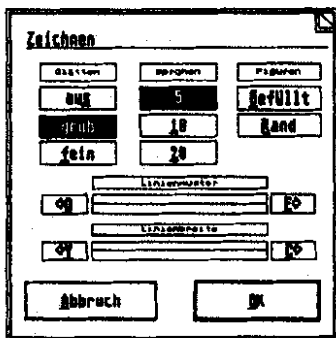 Zeichnen
Glätten Sprühen Figuren
aus 5 Gefüllt
grob 10 Rand
fein 20
Linienmuster
Linienbreite
Abbruch OK